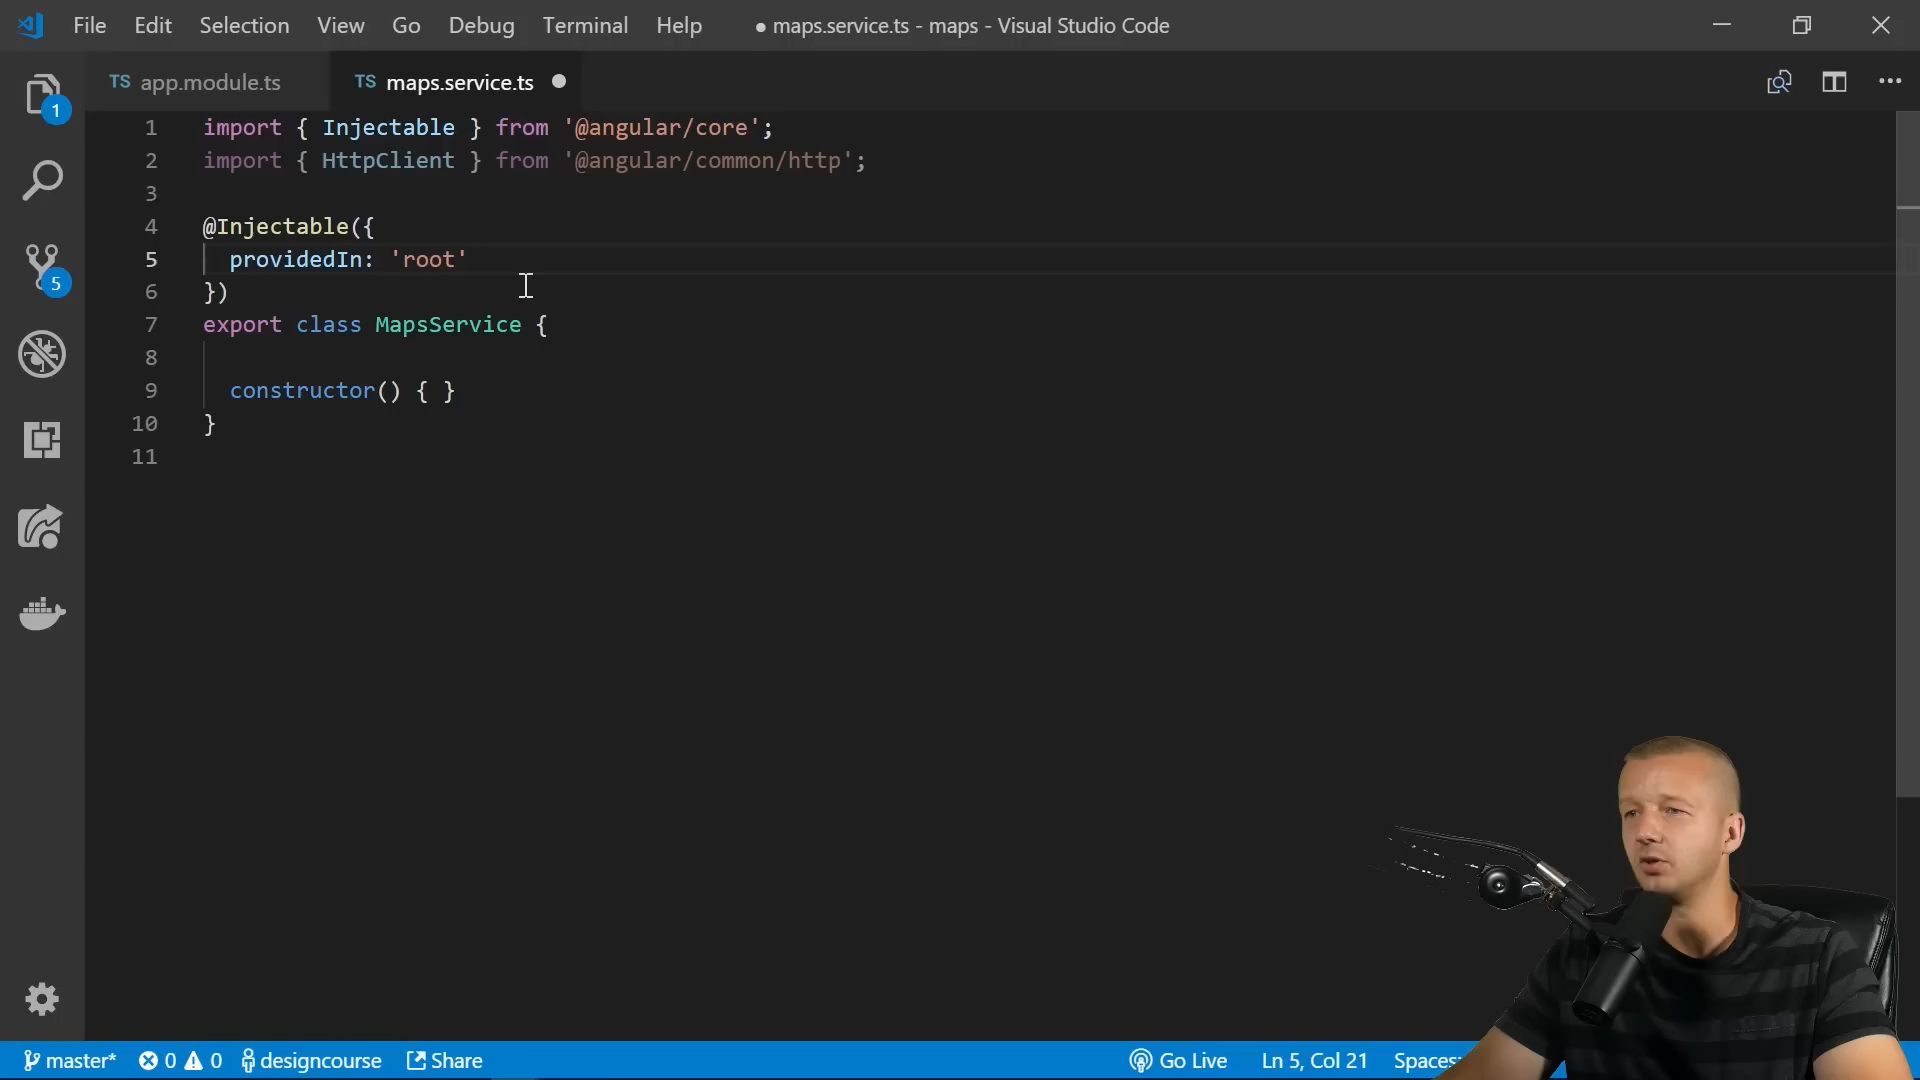 File Edit Selection View Go Debug Terminal Help ● maps.service.ts - maps - Visual Studio Code
TS app.module.ts TS maps.service.ts
1
5
1 import { Injectable } from '@angular/core';
2 import { HttpClient } from '@angular/common/http';
3
4 @Injectable({
5 providedIn: 'root'
6 })
7 export class MapsService {
8
9 constructor() { }
10 }
11
master* 0 0 designcourse Share Go Live Ln 5, Col 21 Spaces: